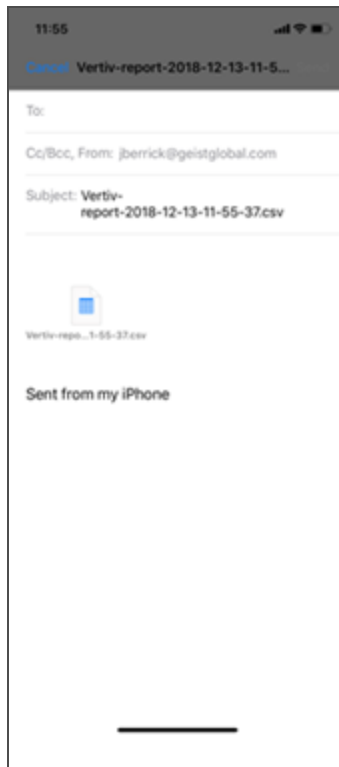 11:55
Cancel Vertiv-report-2018-12-13-11-5...
To:
Cc/Bcc, From: jberrick@geistglobal.com
Subject: Vertiv-
report-2018-12-13-11-55-37.csv
Vertiv-repo...1-55-37.csv
Sent from my iPhone